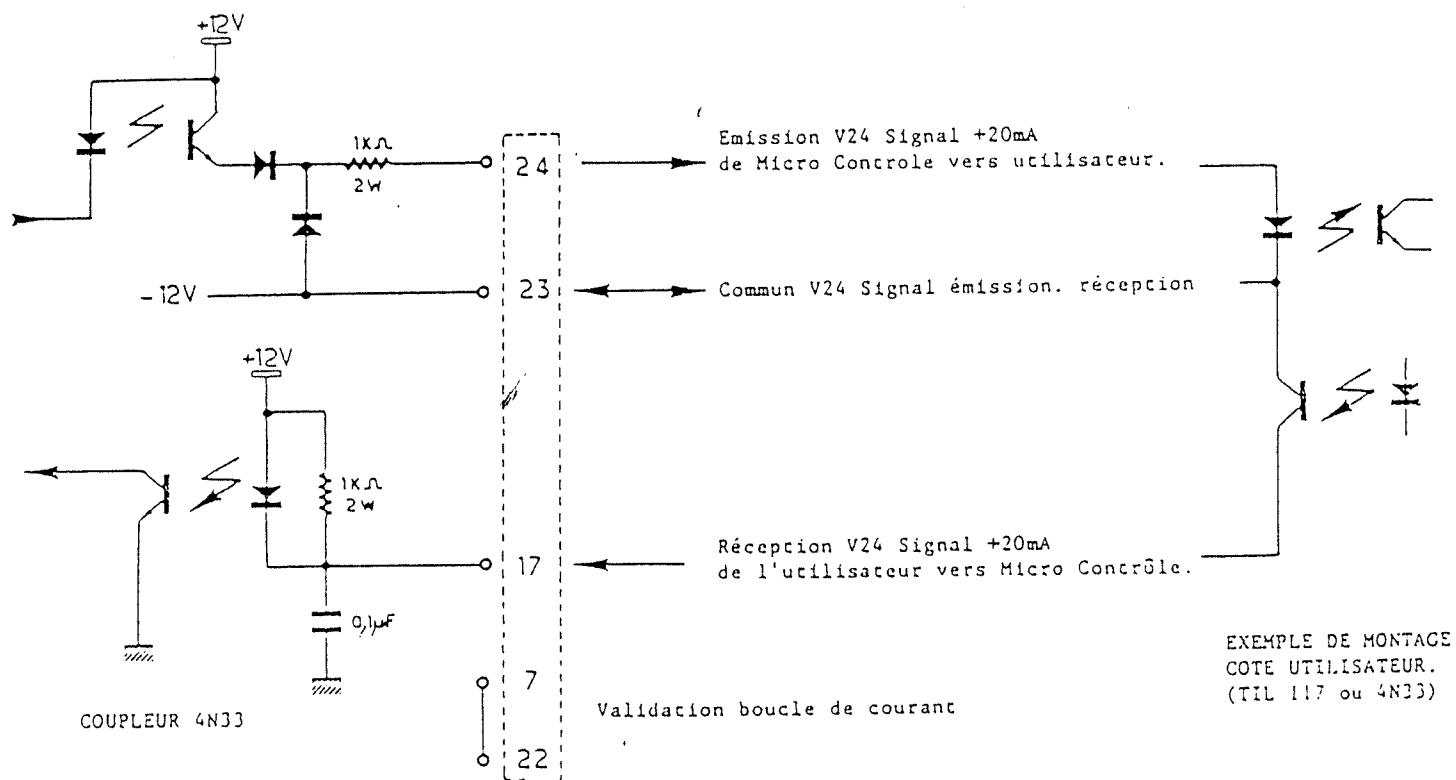 +12V
1KΩ
2W
24
Emission V24 Signal +20mA
de Micro Controle vers utilisateur.
-12V
23
Commun V24 Signal émission. réception
+12V
1KΩ
2W
17
Réception V24 Signal +20mA
de l'utilisateur vers Micro Contrôle.
0,1µF
EXEMPLE DE MONTAGE
COTE UTILISATEUR.
(TIL 117 ou 4N33)
7
Validation boucle de courant
COUPLEUR 4N33
22